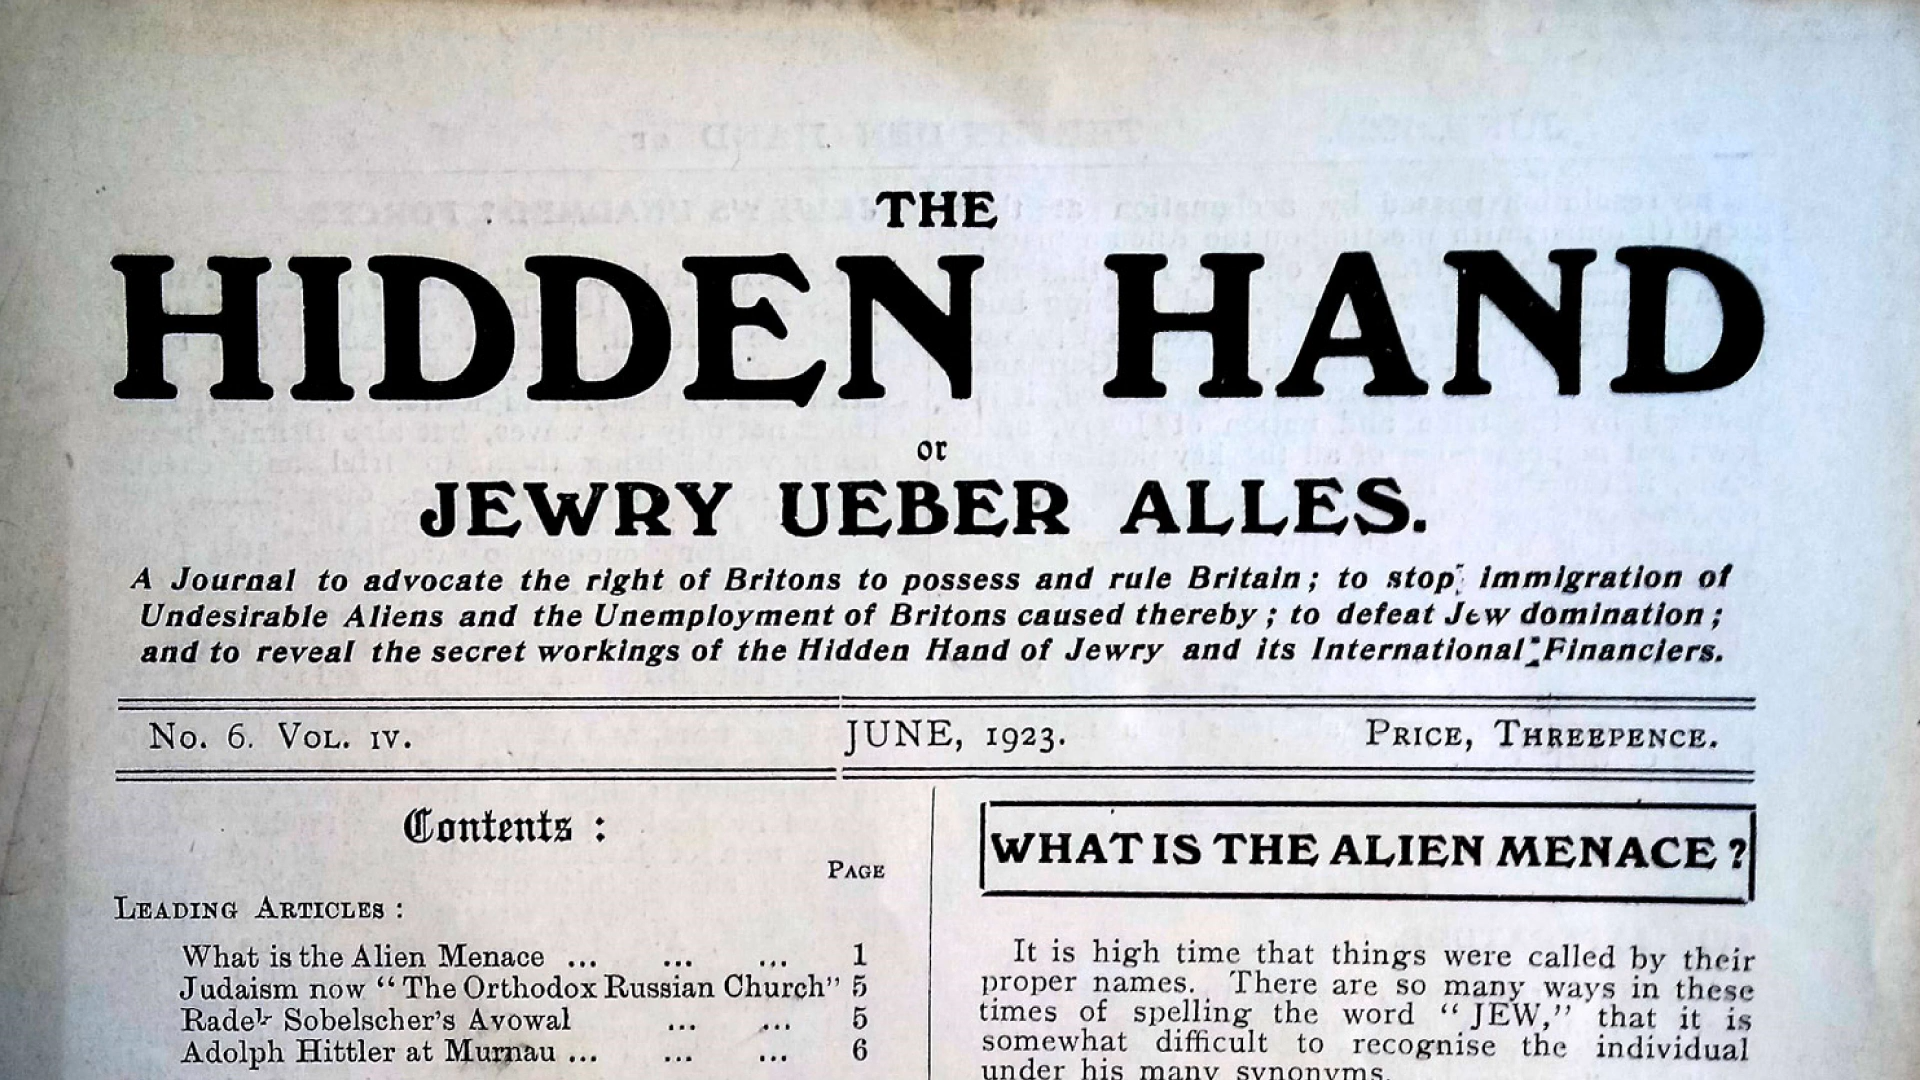 THE
HIDDEN HAND
or
JEWRY UEBER ALLES.
A Journal to advocate the right of Britons to possess and rule Britain; to stop immigration of
Undesirable Aliens and the Unemployment of Britons caused thereby; to defeat Jew domination;
and to reveal the secret workings of the Hidden Hand of Jewry and its International Financiers.
No. 6. Vol. IV.
JUNE, 1923.
Price, Threepence.
Contents :
Page
Leading Articles :
What is the Alien Menace ... ... ... 1
Judaism now "The Orthodox Russian Church" 5
Radek Sobelscher's Avowal ... ... 5
Adolph Hittler at Murnau ... ... ... 6
WHAT IS THE ALIEN MENACE ?
It is high time that things were called by their
proper names. There are so many ways in these
times of spelling the word "JEW," that it is
somewhat difficult to recognise the individual
under his many synonyms.